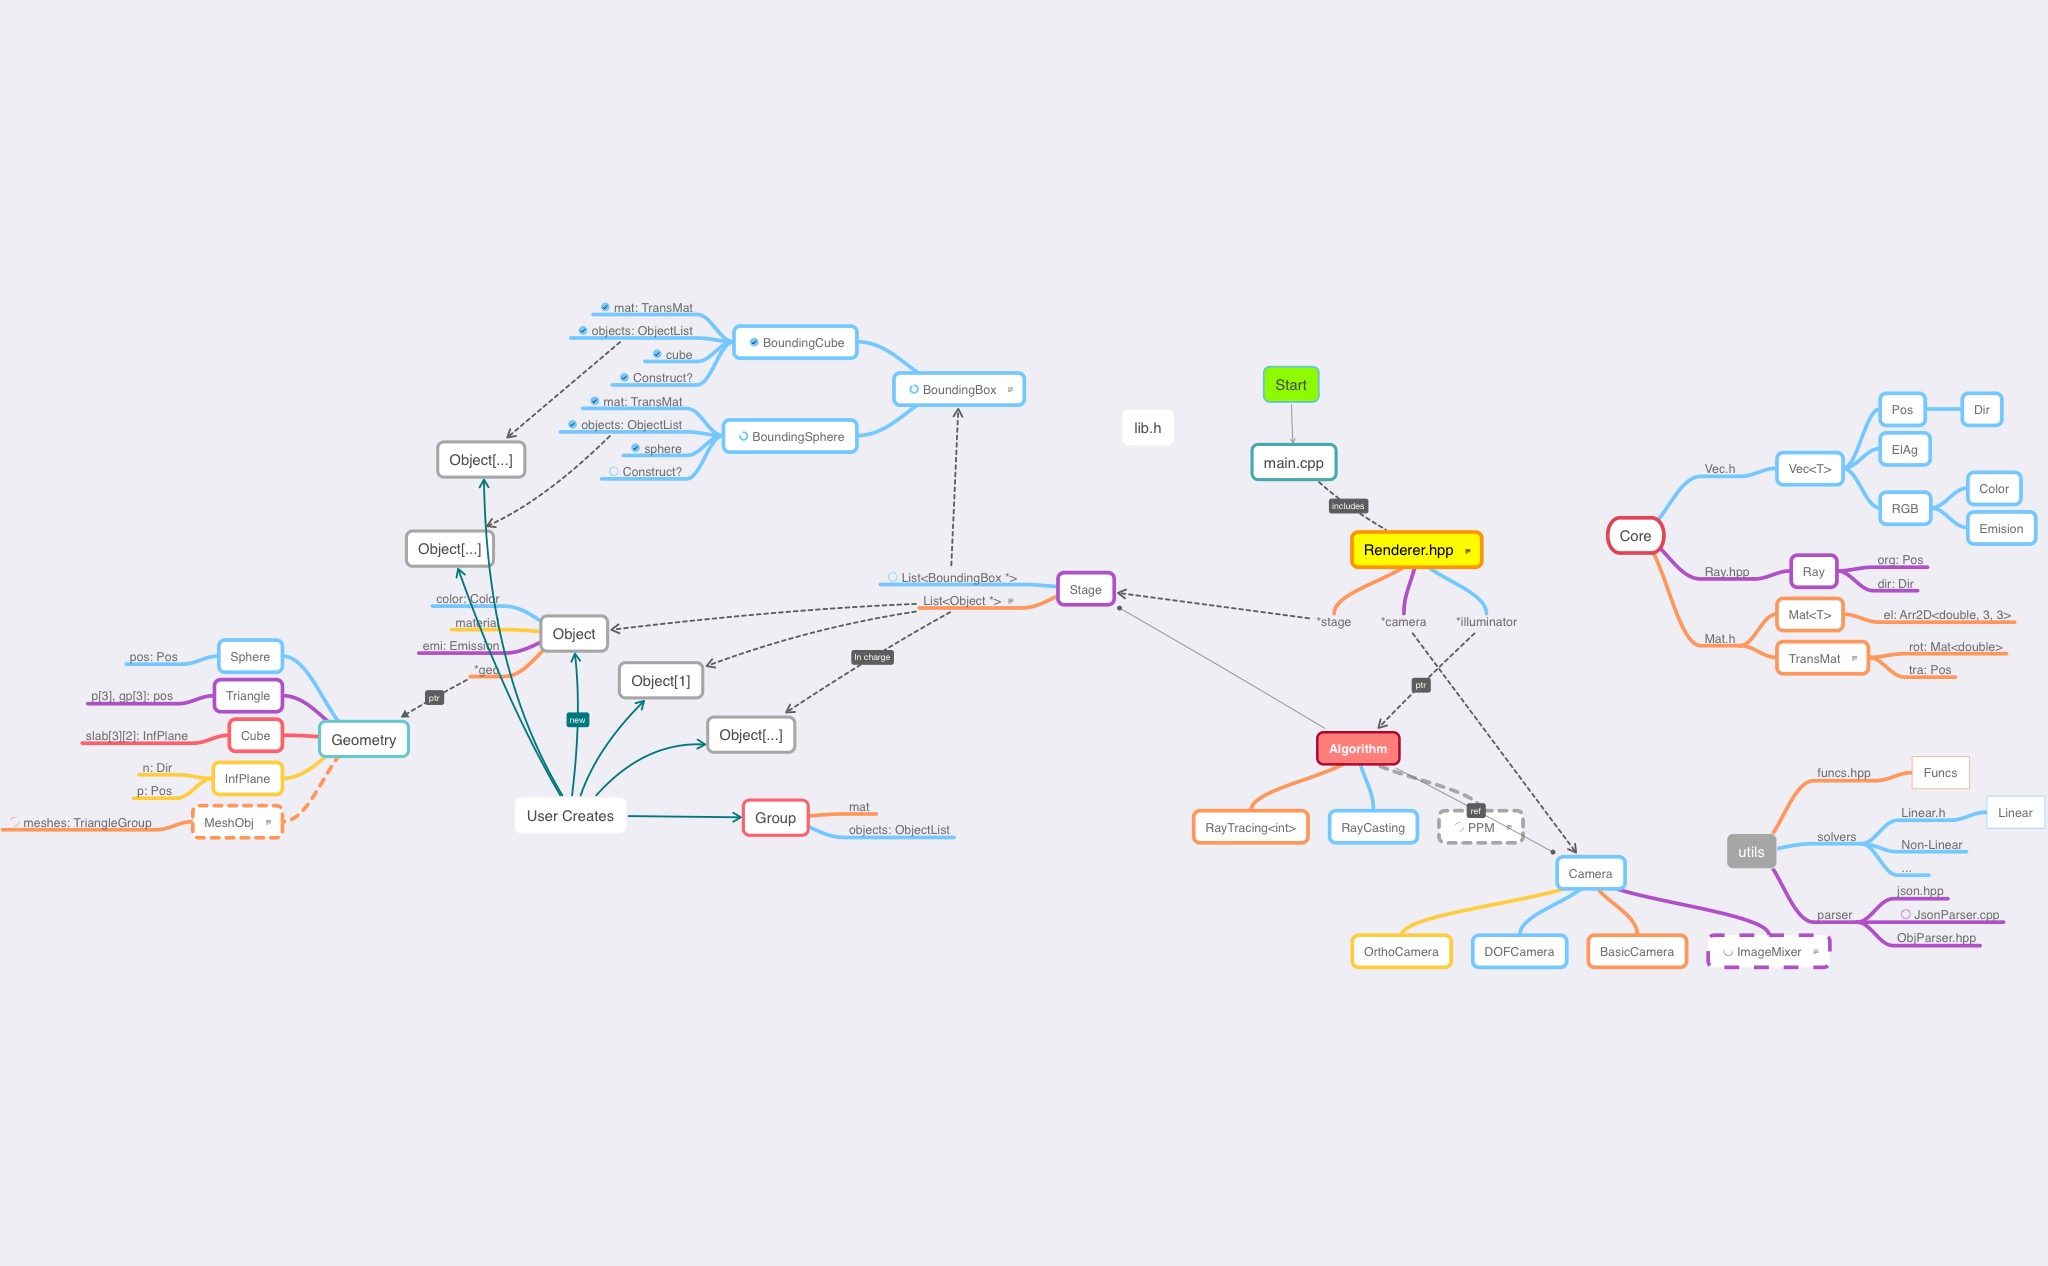 mat: TransMat
objects: ObjectList
cube
Construct?
BoundingCube
mat: TransMat
objects: ObjectList
sphere
Construct?
BoundingSphere
BoundingBox
Object[...]
Object[...]
List<BoundingBox *>
List<Object *>
Stage
color: Color
material
emi: Emission
*geo
Object
ptr
Object[1]
In charge
Object[...]
new
pos: Pos
Sphere
p[3], gp[3]: pos
Triangle
slab[3][2]: InfPlane
Cube
n: Dir
p: Pos
InfPlane
meshes: TriangleGroup
MeshObj
Geometry
User Creates
Group
mat
objects: ObjectList
lib.h
Start
main.cpp
includes
Renderer.hpp
*stage
*camera
*illuminator
ptr
Algorithm
RayTracing<int>
RayCasting
ref
PPM
Camera
OrthoCamera
DOFCamera
BasicCamera
ImageMixer
Core
Vec.h
Vec<T>
Pos
Dir
ElAg
RGB
Color
Emision
Ray.hpp
Ray
org: Pos
dir: Dir
Mat.h
Mat<T>
el: Arr2D<double, 3, 3>
TransMat
rot: Mat<double>
tra: Pos
utils
funcs.hpp
Funcs
solvers
Linear.h
Linear
Non-Linear
...
parser
json.hpp
JsonParser.cpp
ObjParser.hpp